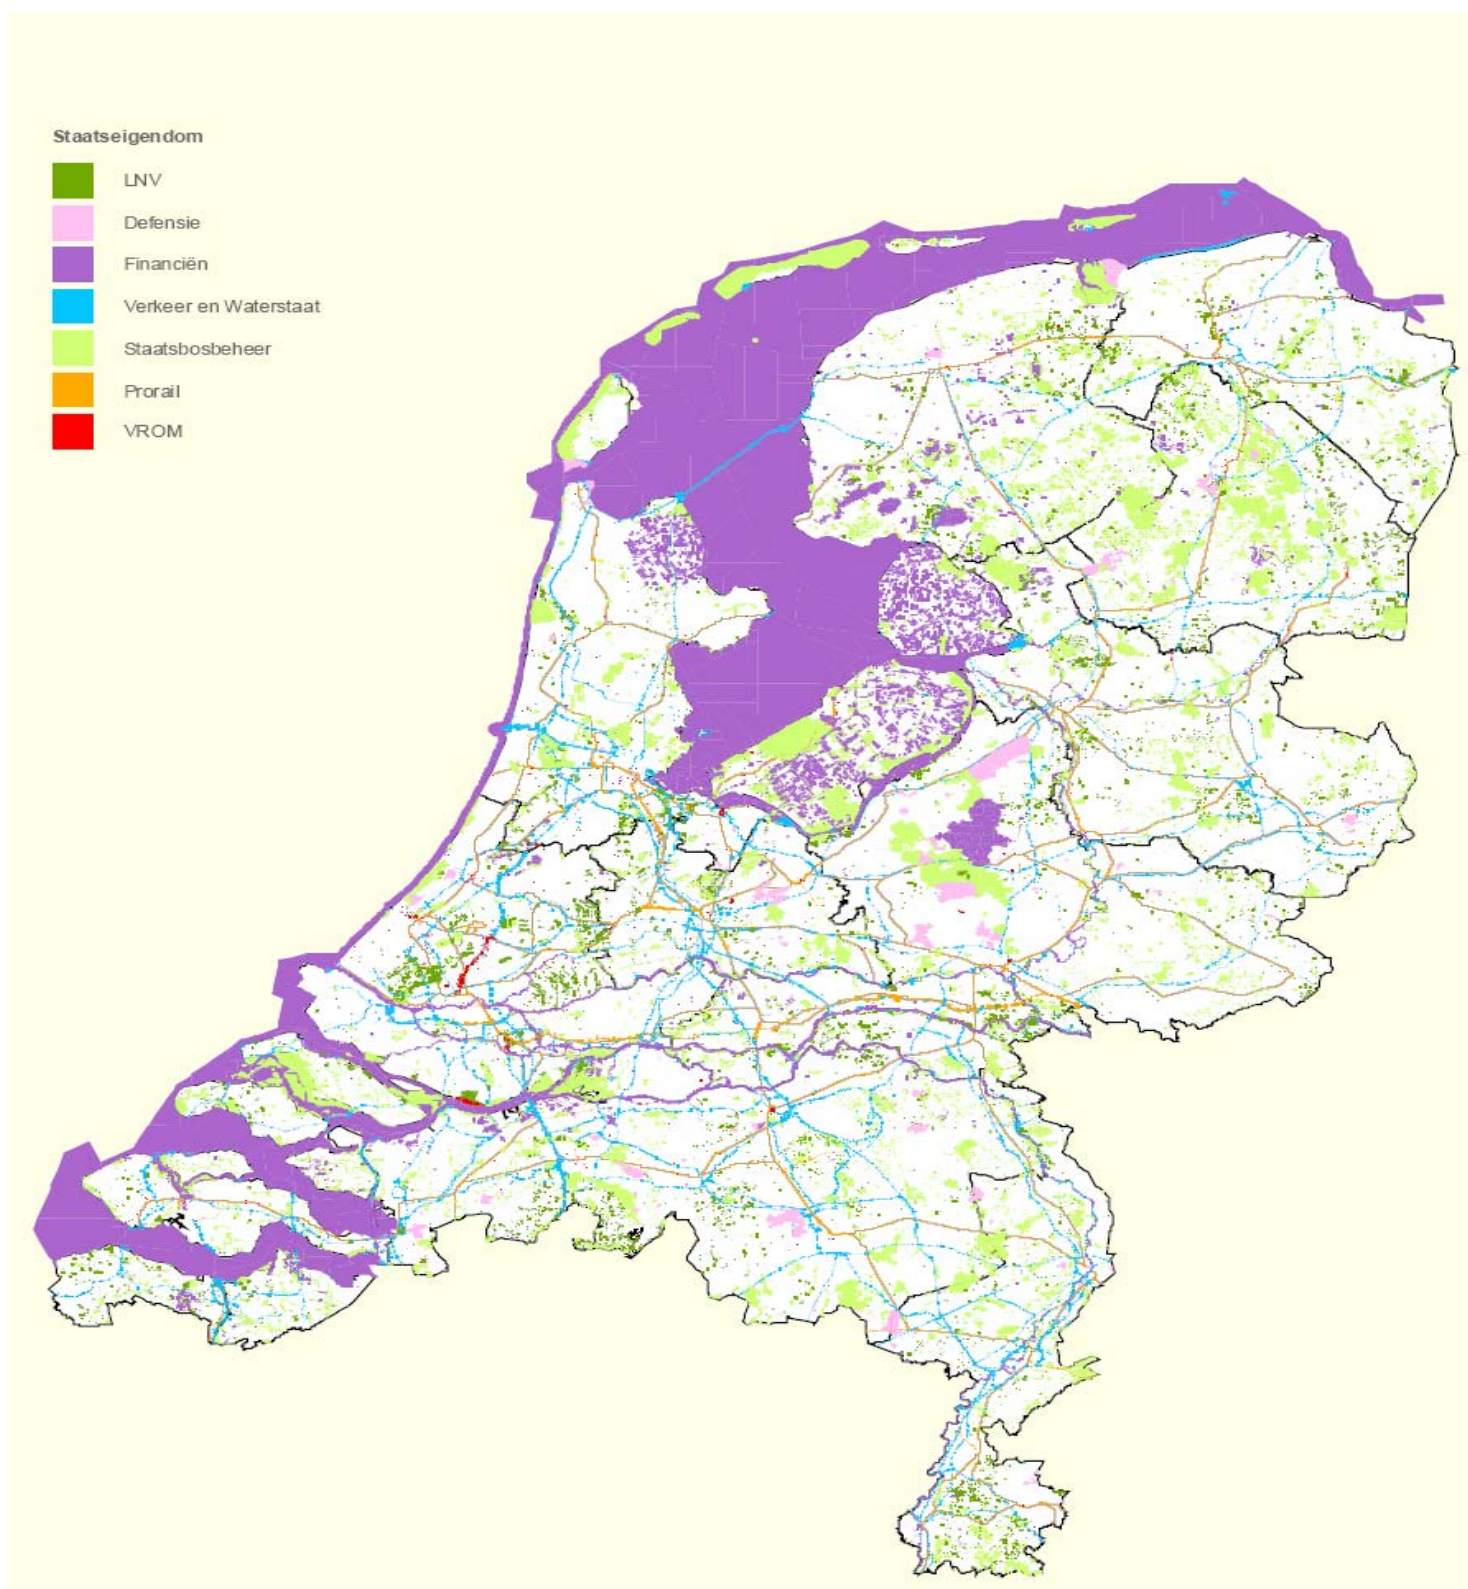 Staatseigendom
LNV
Defensie
Financiën
Verkeer en Waterstaat
Staatsbosbeheer
Prorail
VROM